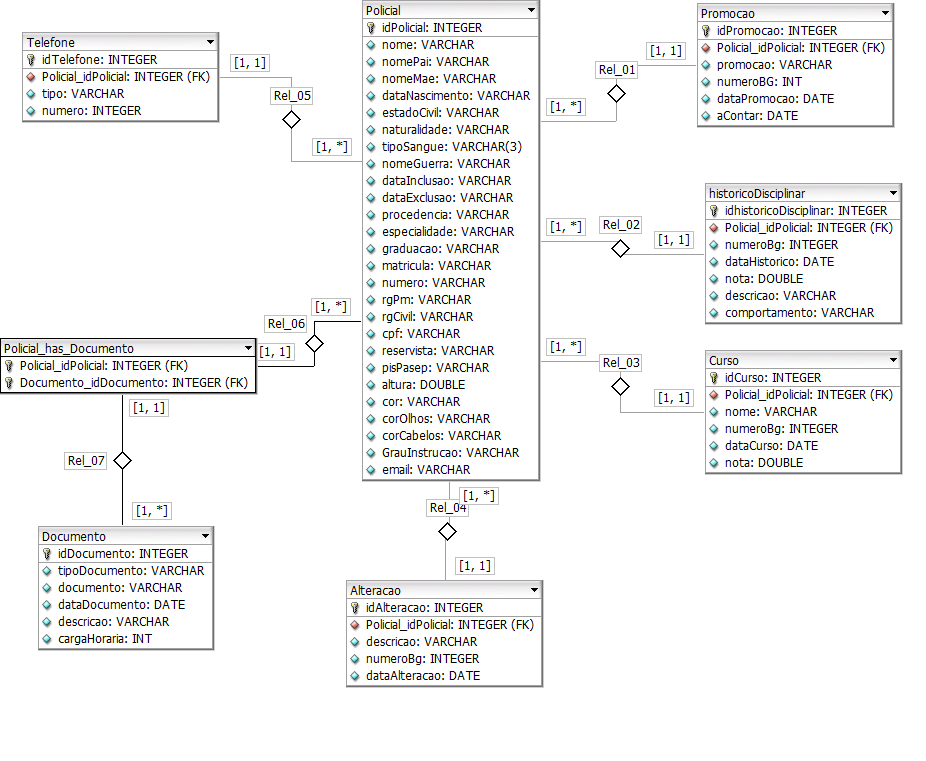 Policial
idPolicial: INTEGER
nome: VARCHAR
nomePai: VARCHAR
nomeMae: VARCHAR
dataNascimento: VARCHAR
estadoCivil: VARCHAR
naturalidade: VARCHAR
tipoSangue: VARCHAR(3)
nomeGuerra: VARCHAR
dataInclusao: VARCHAR
dataExclusao: VARCHAR
procedencia: VARCHAR
especialidade: VARCHAR
graduacao: VARCHAR
matricula: VARCHAR
numero: VARCHAR
rgPm: VARCHAR
rgCivil: VARCHAR
cpf: VARCHAR
reservista: VARCHAR
pisPasep: VARCHAR
altura: DOUBLE
cor: VARCHAR
corOlhos: VARCHAR
corCabelos: VARCHAR
GrauInstrucao: VARCHAR
email: VARCHAR
Telefone
idTelefone: INTEGER
Policial_idPolicial: INTEGER (FK)
tipo: VARCHAR
numero: INTEGER
[1, 1]
Rel_05
[1, *]
Promocao
idPromocao: INTEGER
Policial_idPolicial: INTEGER (FK)
promocao: VARCHAR
numeroBG: INT
dataPromocao: DATE
aContar: DATE
[1, 1]
Rel_01
[1, *]
historicoDisciplinar
idhistoricoDisciplinar: INTEGER
Policial_idPolicial: INTEGER (FK)
numeroBg: INTEGER
dataHistorico: DATE
nota: DOUBLE
descricao: VARCHAR
comportamento: VARCHAR
[1, *]
Rel_02
[1, 1]
Curso
idCurso: INTEGER
Policial_idPolicial: INTEGER (FK)
nome: VARCHAR
numeroBg: INTEGER
dataCurso: DATE
nota: DOUBLE
[1, *]
Rel_03
[1, 1]
[1, *]
Rel_06
[1, 1]
Policial_has_Documento
Policial_idPolicial: INTEGER (FK)
Documento_idDocumento: INTEGER (FK)
[1, 1]
Rel_07
[1, *]
Documento
idDocumento: INTEGER
tipoDocumento: VARCHAR
documento: VARCHAR
dataDocumento: DATE
descricao: VARCHAR
cargaHoraria: INT
[1, *]
Rel_04
[1, 1]
Alteracao
idAlteracao: INTEGER
Policial_idPolicial: INTEGER (FK)
descricao: VARCHAR
numeroBg: INTEGER
dataAlteracao: DATE